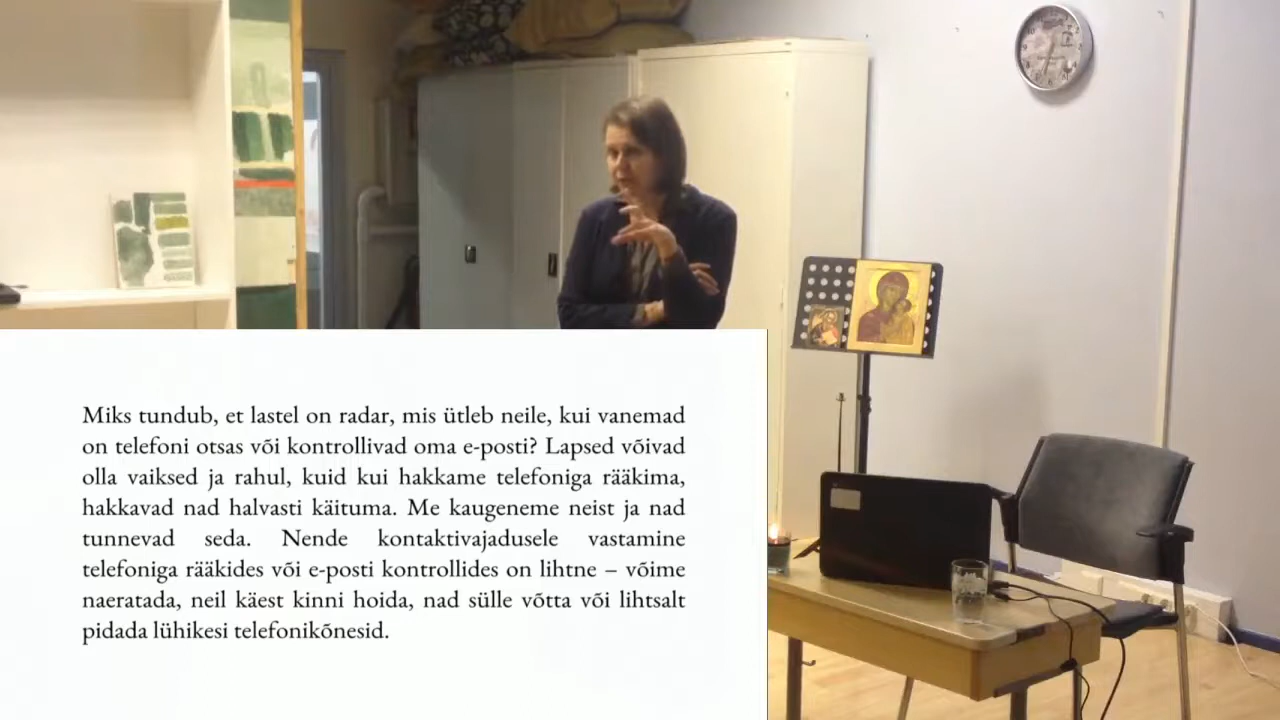 Miks tundub, et lastel on radar, mis ütleb neile, kui vanemad
on telefoni otsas või kontrollivad oma e-posti? Lapsed võivad
olla vaiksed ja rahul, kuid kui hakkame telefoniga rääkima,
hakkavad nad halvasti käituma. Me kaugeneme neist ja nad
tunnevad seda. Nende kontaktivajadusele vastamine
telefoniga rääkides või e-posti kontrollides on lihtne – võime
naeratada, neil käest kinni hoida, nad sülle võtta või lihtsalt
pidada lühikesi telefonikõnesid.